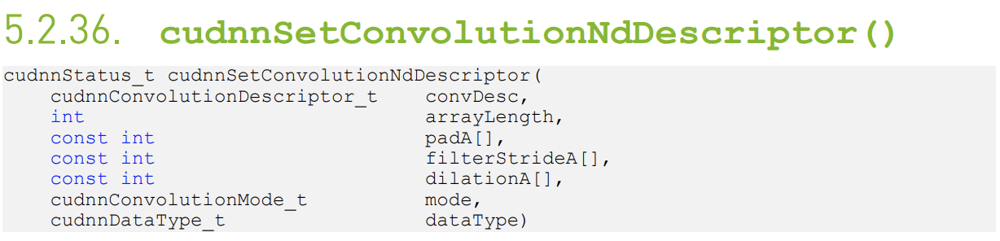 5.2.36. cudnnSetConvolutionNdDescriptor()
cudnnStatus_t cudnnSetConvolutionNdDescriptor(
    cudnnConvolutionDescriptor_t    convDesc,
    int                             arrayLength,
    const int                       padA[],
    const int                       filterStrideA[],
    const int                       dilationA[],
    cudnnConvolutionMode_t          mode,
    cudnnDataType_t                 dataType)